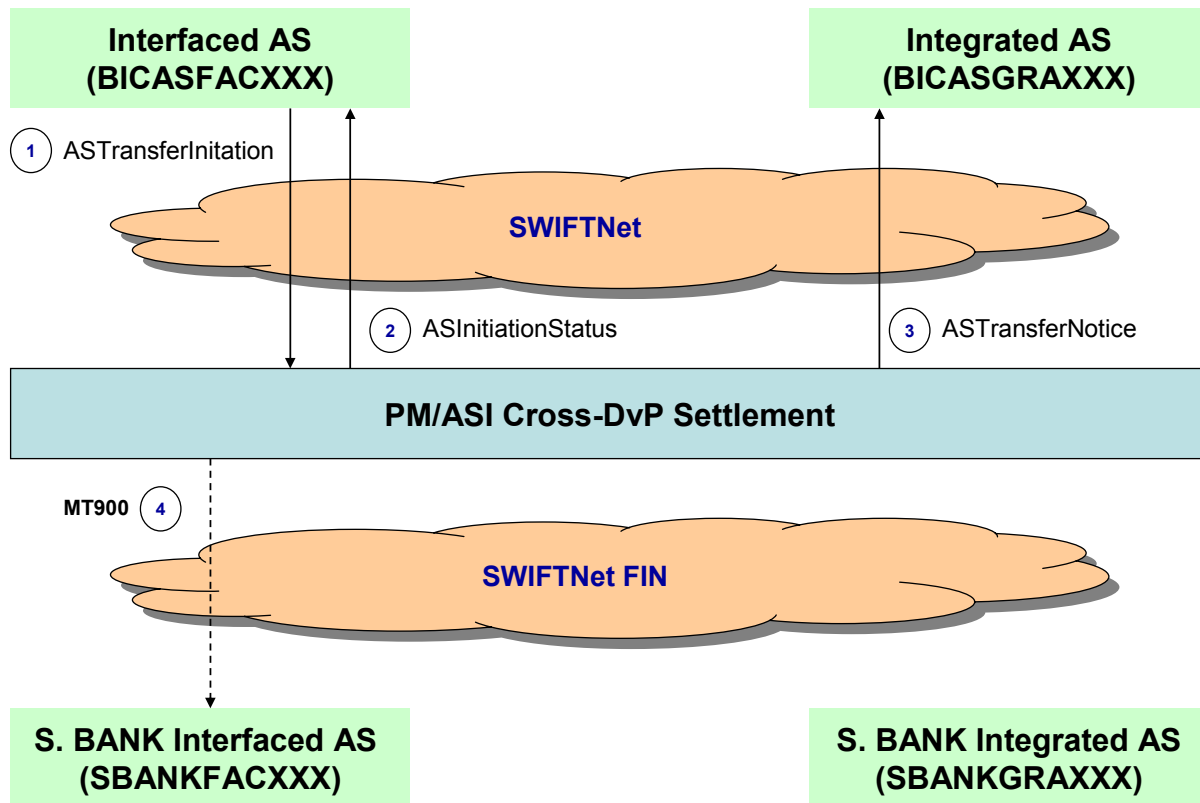 Interfaced AS
(BICASFACXXX)
Integrated AS
(BICASGRAXXX)
1 ASTransferInitation
SWIFTNet
2 ASInitiationStatus
3 ASTransferNotice
PM/ASI Cross-DvP Settlement
MT900 4
SWIFTNet FIN
S. BANK Interfaced AS
(SBANKFACXXX)
S. BANK Integrated AS
(SBANKGRAXXX)